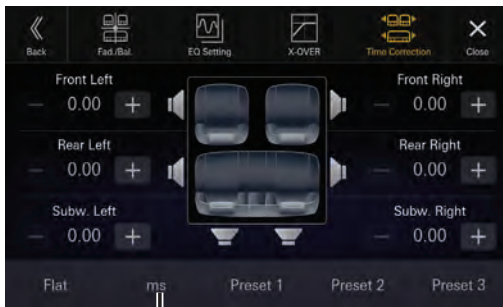 Back
Fad./Bal.
EQ Setting
X-OVER
Time Correction
Close
Front Left
− 0.00 +
Front Right
− 0.00 +
Rear Left
− 0.00 +
Rear Right
− 0.00 +
Subw. Left
− 0.00 +
Subw. Right
− 0.00 +
Flat
ms
Preset 1
Preset 2
Preset 3